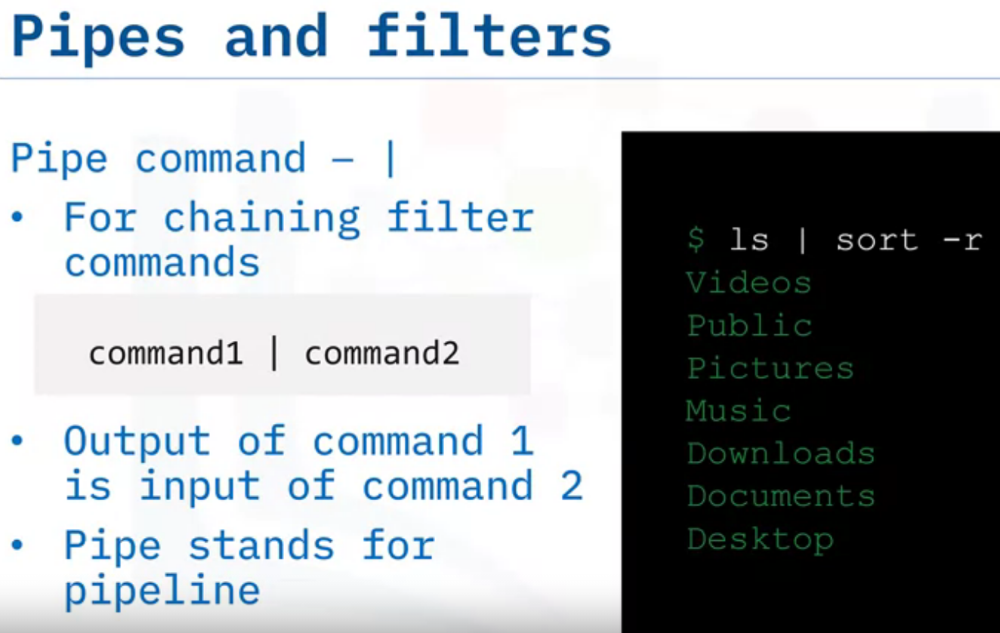 Pipes and filters
Pipe command – |
• For chaining filter
commands
command1 | command2
• Output of command 1
is input of command 2
• Pipe stands for
pipeline
$ ls | sort -r
Videos
Public
Pictures
Music
Downloads
Documents
Desktop